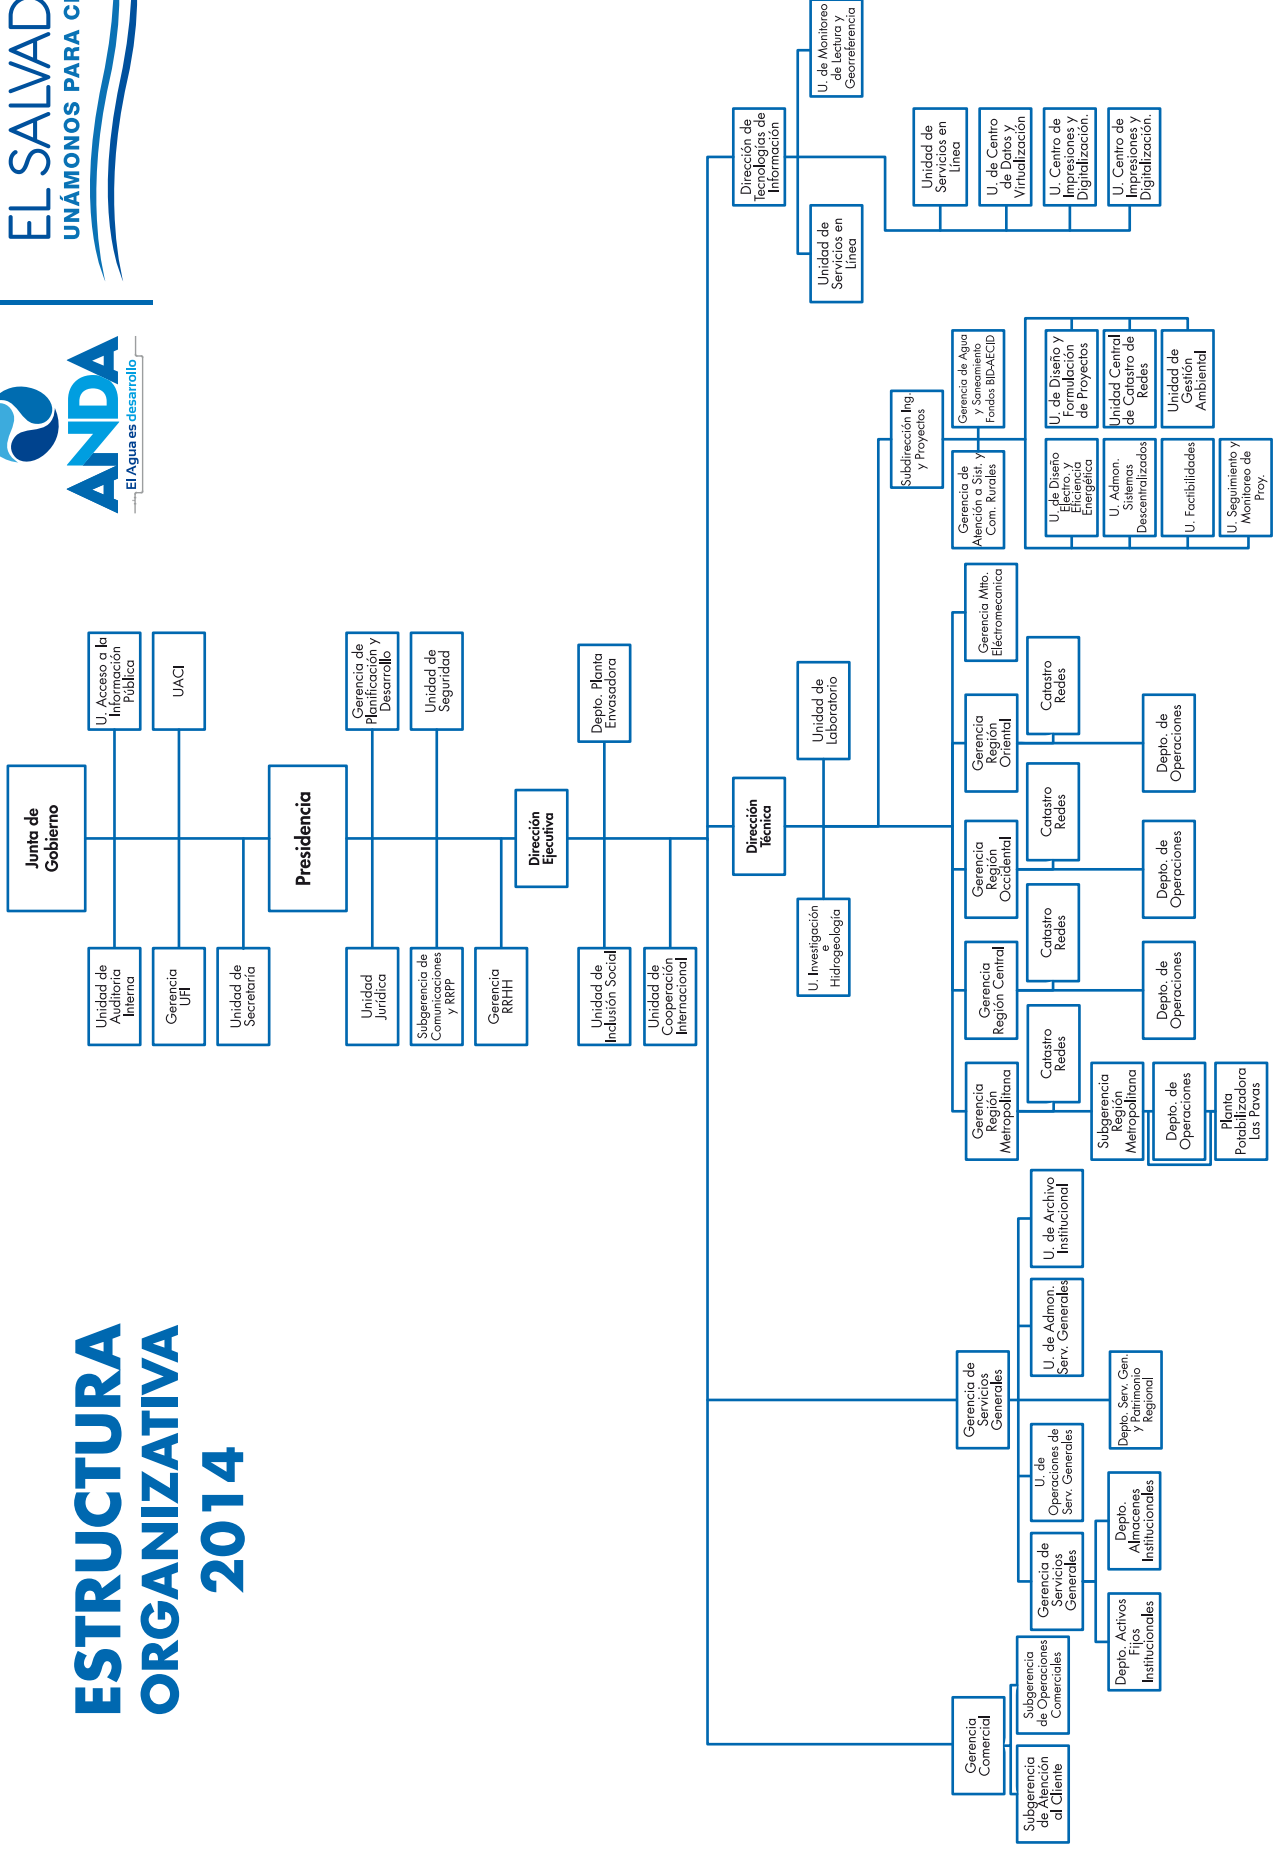 ESTRUCTURA
ORGANIZATIVA
2014
ANDA
El Agua es desarrollo
EL SALVAD
UNÁMONOS PARA
Junta de
Gobierno
Unidad de
Auditoria
Interna
U. Acceso a la
Información
Pública
Gerencia
UFI
UACI
Unidad de
Secretaría
Presidencia
Unidad
Jurídica
Gerencia de
Planificación y
Desarrollo
Subgerencia de
Comunicaciones
y RRPP
Unidad de
Seguridad
Gerencia
RRHH
Dirección
Ejecutiva
Unidad de
Inclusión Social
Depto. Planta
Envasadora
Unidad de
Cooperación
Internacional
Gerencia
Comercial
Subgerencia
de Atención
al Cliente
Subgerencia
de Operaciones
Comerciales
Gerencia de
Servicios
Generales
Gerencia de
Servicios
Generales
U. de
Operaciones de
Serv. Generales
U. de Admon.
Serv. Generales
U. de Archivo
Institucional
Depto. Activos
Fijos
Institucionales
Depto.
Almacenes
Institucionales
Depto. Serv. Gen.
y Patrimonio
Regional
Dirección
Técnica
U. Investigación
e
Hidrogeología
Unidad de
Laboratorio
Gerencia
Región
Metropolitana
Gerencia
Región Central
Gerencia
Región
Occidental
Gerencia
Región
Oriental
Gerencia Mtto.
Eléctromecanica
Catastro
Redes
Catastro
Redes
Catastro
Redes
Catastro
Redes
Subgerencia
Región
Metropolitana
Depto. de
Operaciones
Planta
Potabilizadora
Las Pavas
Depto. de
Operaciones
Depto. de
Operaciones
Depto. de
Operaciones
Subdirección Ing.
y Proyectos
Gerencia de
Atención a Sist. y
Com. Rurales
Gerencia de Agua
y Saneamiento
Fondos BID-AECID
U. de Diseño
Electro. y
Eficiencia
Energética
U. de Diseño y
Formulación
de Proyectos
U. Admon.
Sistemas
Descentralizados
Unidad Central
de Catastro de
Redes
U. Factibilidades
Unidad de
Gestión
Ambiental
U. Seguimiento y
Monitoreo de
Proy.
Dirección de
Tecnologías de
Información
Unidad de
Servicios en
Línea
U. de Monitoreo
de Lectura y
Georreferencia
Unidad de
Servicios en
Línea
U. de Centro
de Datos y
Virtualización
U. Centro de
Impresiones y
Digitalización.
U. Centro de
Impresiones y
Digitalización.